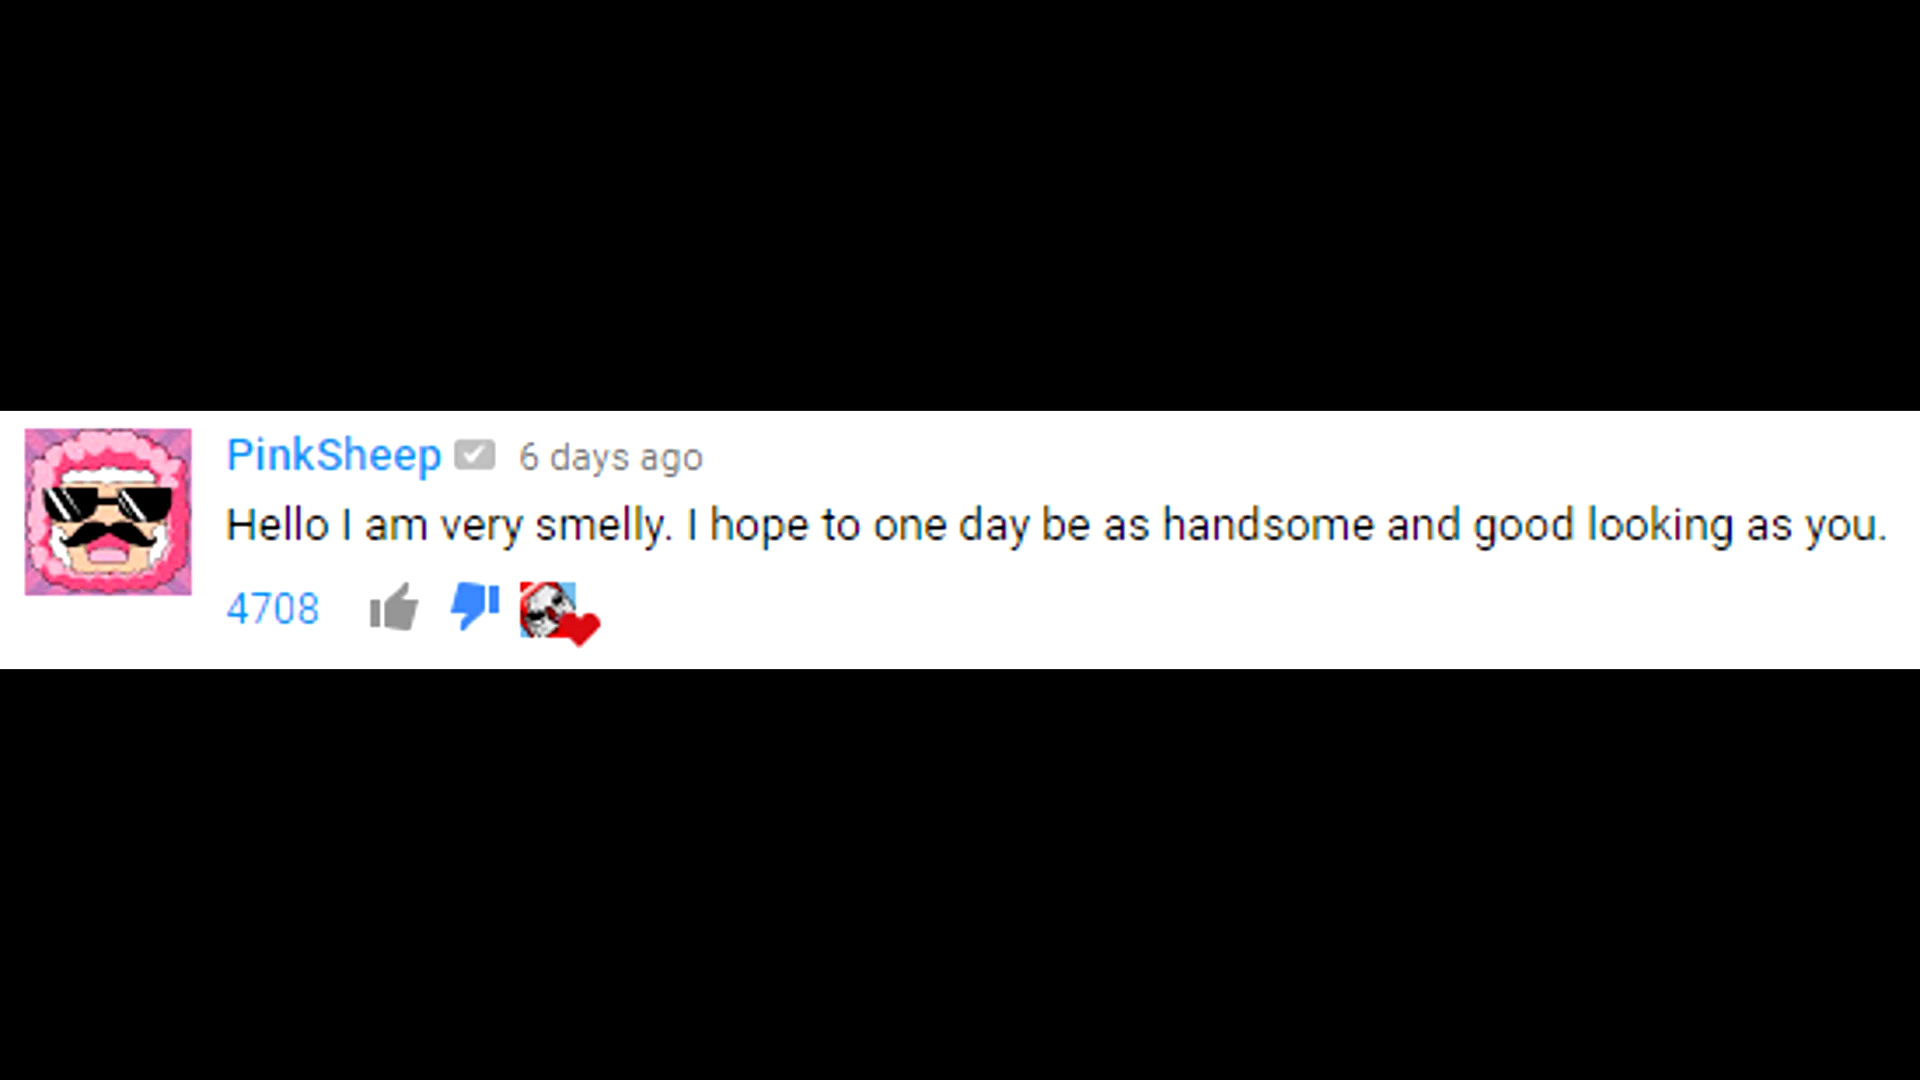 PinkSheep 6 days ago
Hello I am very smelly. I hope to one day be as handsome and good looking as you.
4708